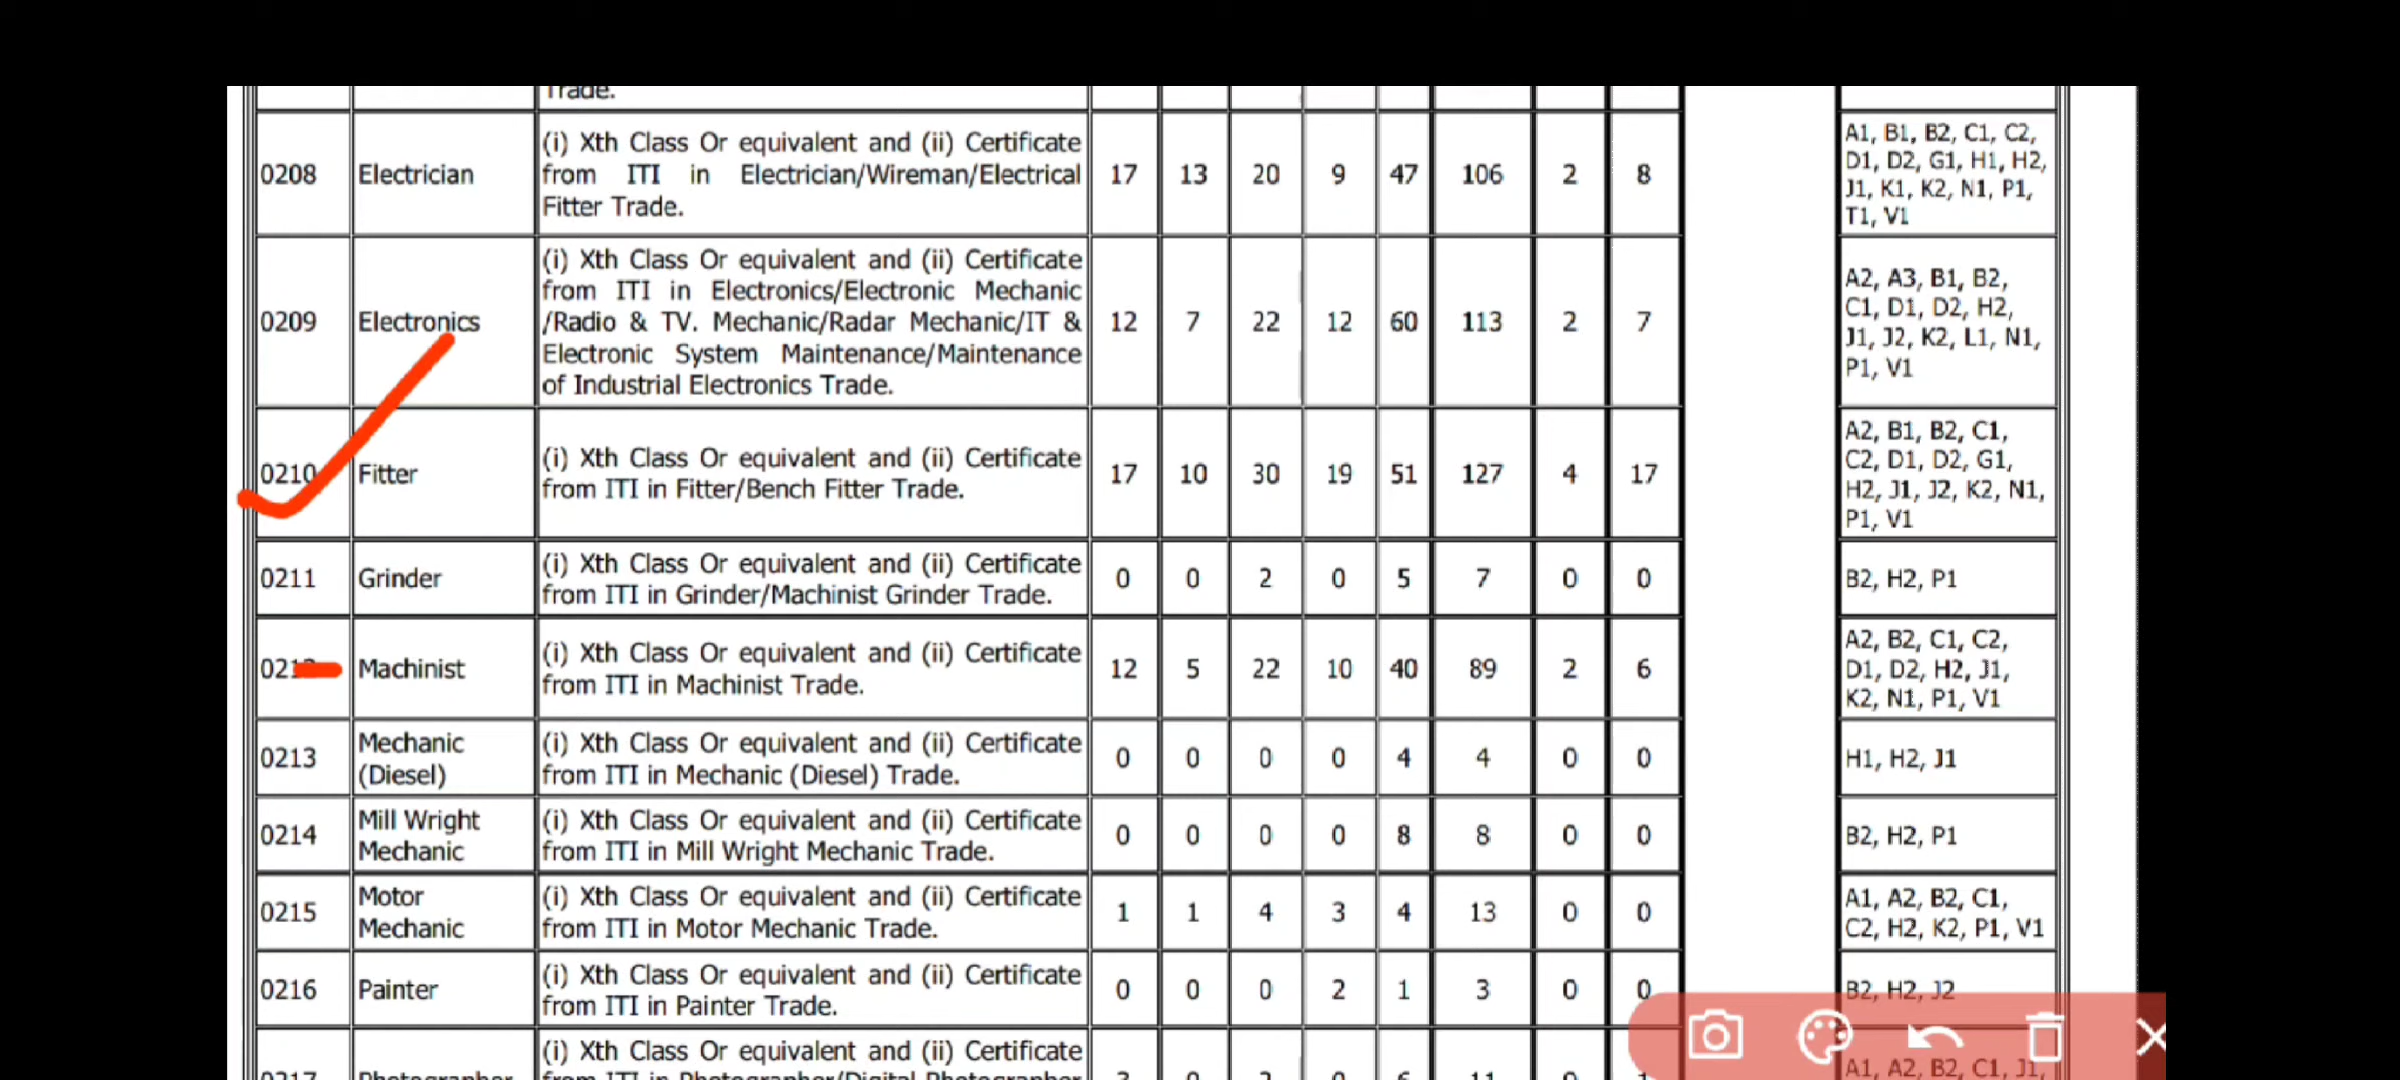 Trade.
0208 Electrician (i) Xth Class Or equivalent and (ii) Certificate
from ITI in Electrician/Wireman/Electrical
Fitter Trade.
17 13 20 9 47 106 2 8
A1, B1, B2, C1, C2,
D1, D2, G1, H1, H2,
J1, K1, K2, N1, P1,
T1, V1
0209 Electronics (i) Xth Class Or equivalent and (ii) Certificate
from ITI in Electronics/Electronic Mechanic
/Radio & TV. Mechanic/Radar Mechanic/IT &
Electronic System Maintenance/Maintenance
of Industrial Electronics Trade.
12 7 22 12 60 113 2 7
A2, A3, B1, B2,
C1, D1, D2, H2,
J1, J2, K2, L1, N1,
P1, V1
0210 Fitter (i) Xth Class Or equivalent and (ii) Certificate
from ITI in Fitter/Bench Fitter Trade.
17 10 30 19 51 127 4 17
A2, B1, B2, C1,
C2, D1, D2, G1,
H2, J1, J2, K2, N1,
P1, V1
0211 Grinder (i) Xth Class Or equivalent and (ii) Certificate
from ITI in Grinder/Machinist Grinder Trade.
0 0 2 0 5 7 0 0
B2, H2, P1
0212 Machinist (i) Xth Class Or equivalent and (ii) Certificate
from ITI in Machinist Trade.
12 5 22 10 40 89 2 6
A2, B2, C1, C2,
D1, D2, H2, J1,
K2, N1, P1, V1
0213 Mechanic
(Diesel)
(i) Xth Class Or equivalent and (ii) Certificate
from ITI in Mechanic (Diesel) Trade.
0 0 0 0 4 4 0 0
H1, H2, J1
0214 Mill Wright
Mechanic
(i) Xth Class Or equivalent and (ii) Certificate
from ITI in Mill Wright Mechanic Trade.
0 0 0 0 8 8 0 0
B2, H2, P1
0215 Motor
Mechanic
(i) Xth Class Or equivalent and (ii) Certificate
from ITI in Motor Mechanic Trade.
1 1 4 3 4 13 0 0
A1, A2, B2, C1,
C2, H2, K2, P1, V1
0216 Painter (i) Xth Class Or equivalent and (ii) Certificate
from ITI in Painter Trade.
0 0 0 2 1 3 0 0
B2, H2, J2
0217 Photographer (i) Xth Class Or equivalent and (ii) Certificate
from ITI in Photographer/Digital Photographer
A1, A2, B2, C1, J1,